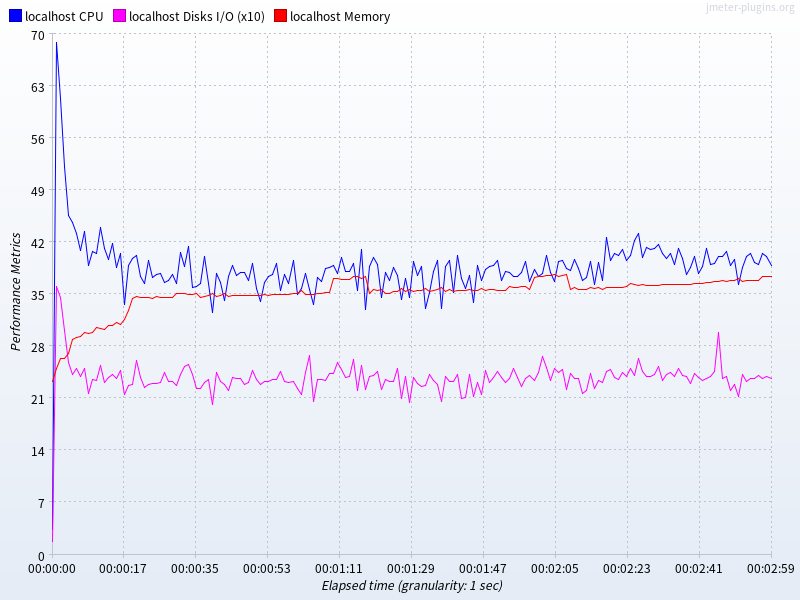 jmeter-plugins.org
localhost CPU localhost Disks I/O (x10) localhost Memory
Performance Metrics
70
63
56
49
42
35
28
21
14
7
0
00:00:00 00:00:17 00:00:35 00:00:53 00:01:11 00:01:29 00:01:47 00:02:05 00:02:23 00:02:41 00:02:59
Elapsed time (granularity: 1 sec)